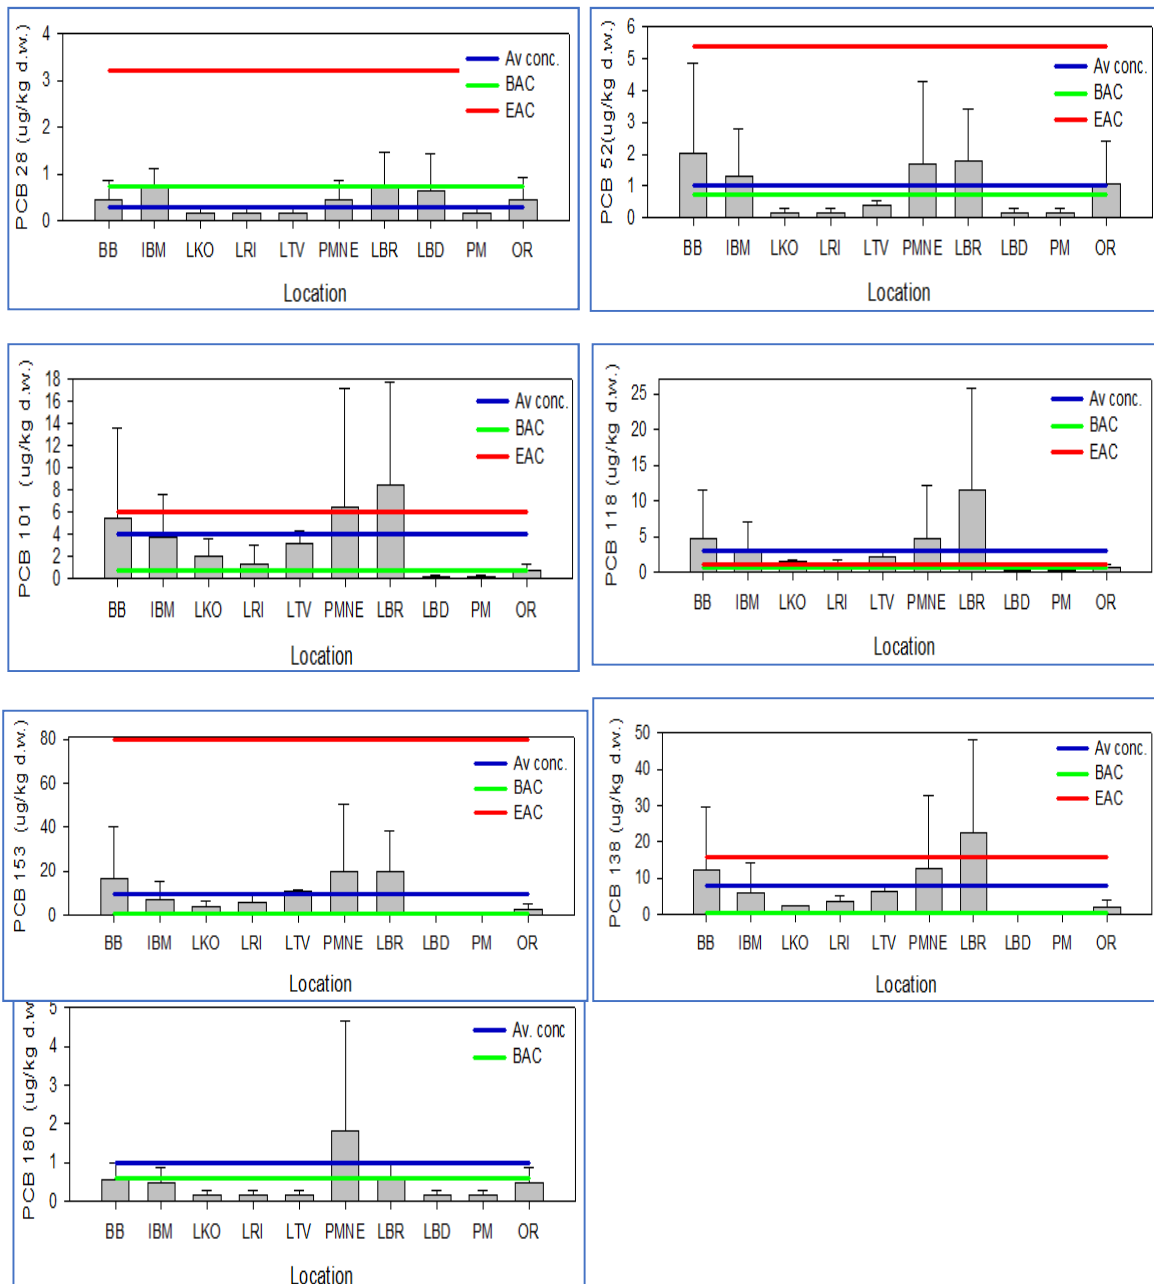 PCB 28 (ug/kg d.w.)
4
3
2
1
0
Av conc.
BAC
EAC
BB IBM LKO LRI LTV PMNE LBR LBD PM OR
Location
PCB 52(ug/kg d.w.)
6
5
4
3
2
1
0
Av conc.
BAC
EAC
BB IBM LKO LRI LTV PMNE LBR LBD PM OR
Location
PCB 101 (ug/kg d.w.)
18
16
14
12
10
8
6
4
2
0
Av conc.
BAC
EAC
BB IBM LKO LRI LTV PMNE LBR LBD PM OR
Location
PCB 118 (ug/kg d.w.)
25
20
15
10
5
0
Av conc.
BAC
EAC
BB IBM LKO LRI LTV PMNE LBR LBD PM OR
Location
PCB 153 (ug/kg d.w.)
80
60
40
20
0
Av conc.
BAC
EAC
BB IBM LKO LRI LTV PMNE LBR LBD PM OR
Location
PCB 138 (ug/kg d.w.)
50
40
30
20
10
0
Av conc.
BAC
EAC
BB IBM LKO LRI LTV PMNE LBR LBD PM OR
Location
PCB 180 (ug/kg d.w.)
5
4
3
2
1
0
Av. conc
BAC
BB IBM LKO LRI LTV PMNE LBR LBD PM OR
Location